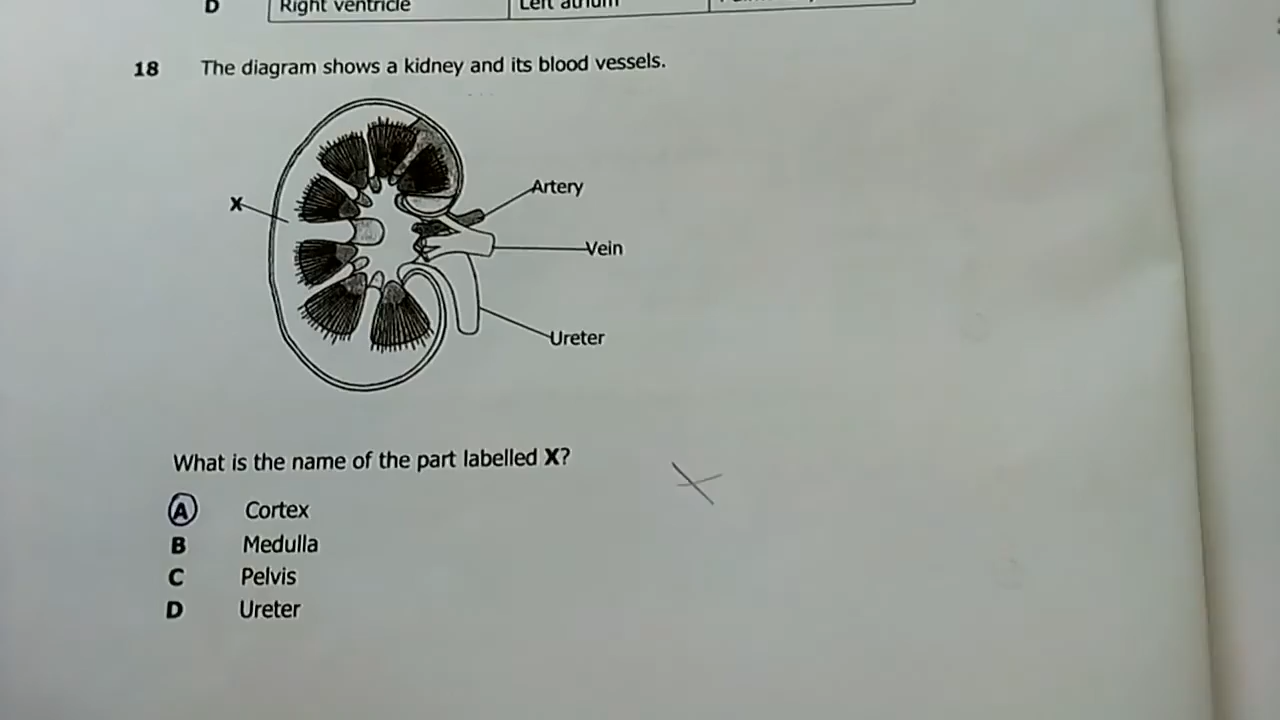 D Right ventricle Left atrium
18 The diagram shows a kidney and its blood vessels.
Artery
X
Vein
Ureter
What is the name of the part labelled X?
A Cortex
B Medulla
C Pelvis
D Ureter